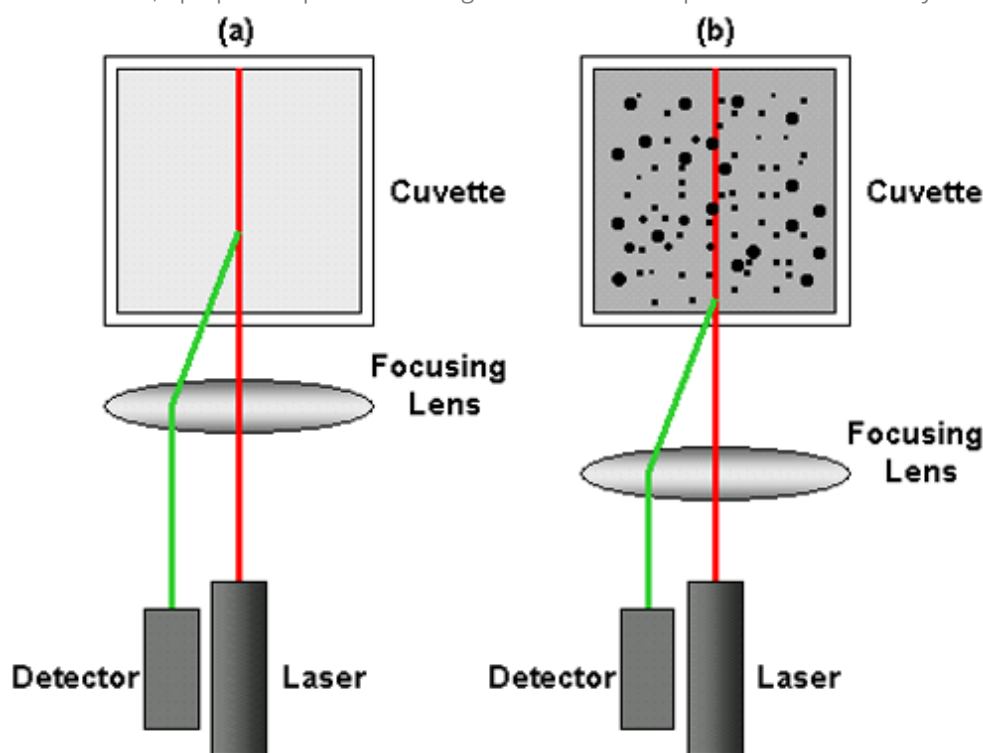 (a)
(b)
Cuvette
Cuvette
Focusing
Lens
Focusing
Lens
Detector
Laser
Detector
Laser